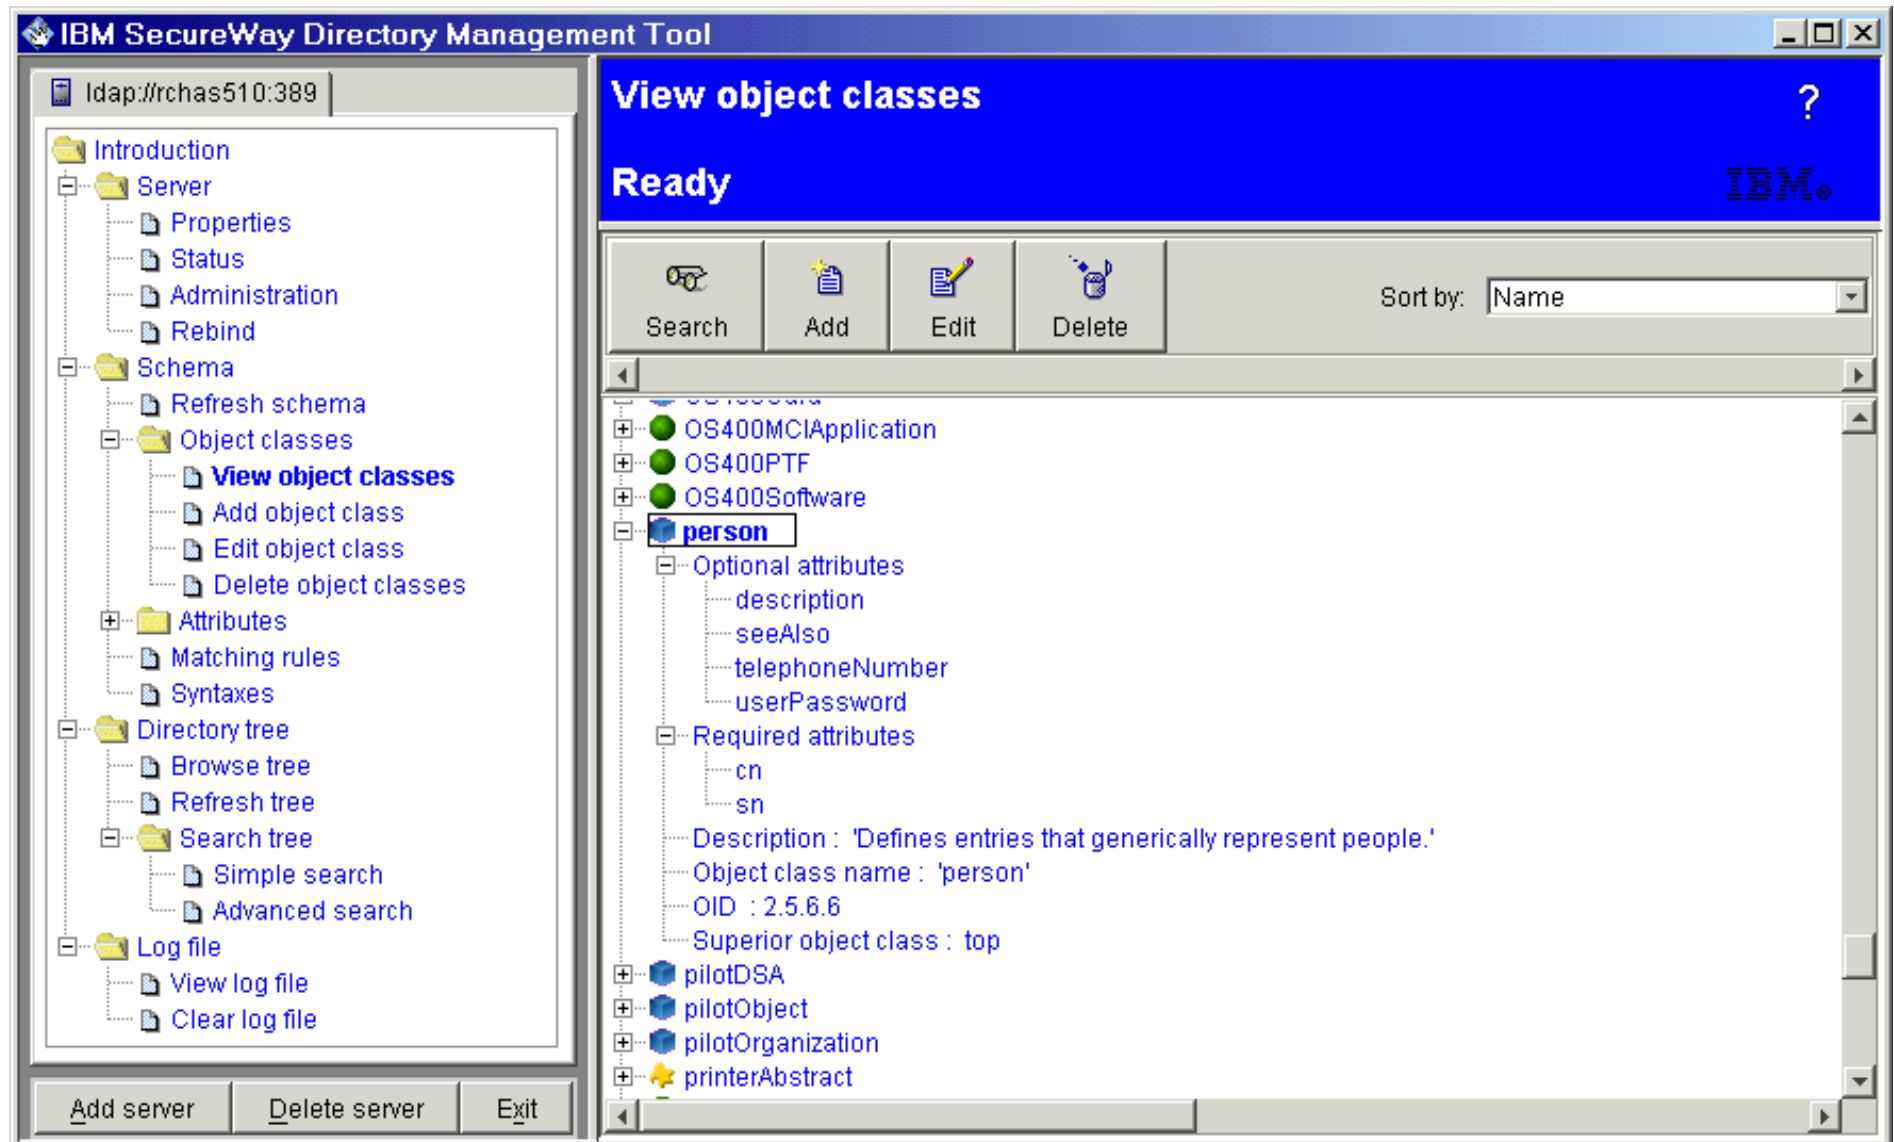 IBM SecureWay Directory Management Tool
ldap://rchas510:389
Introduction
Server
Properties
Status
Administration
Rebind
Schema
Refresh schema
Object classes
View object classes
Add object class
Edit object class
Delete object classes
Attributes
Matching rules
Syntaxes
Directory tree
Browse tree
Refresh tree
Search tree
Simple search
Advanced search
Log file
View log file
Clear log file
Add server
Delete server
Exit
View object classes
?
Ready
IBM®
Search
Add
Edit
Delete
Sort by:
Name
OS400MCIApplication
OS400PTF
OS400Software
person
Optional attributes
description
seeAlso
telephoneNumber
userPassword
Required attributes
cn
sn
Description : 'Defines entries that generically represent people.'
Object class name : 'person'
OID : 2.5.6.6
Superior object class : top
pilotDSA
pilotObject
pilotOrganization
printerAbstract